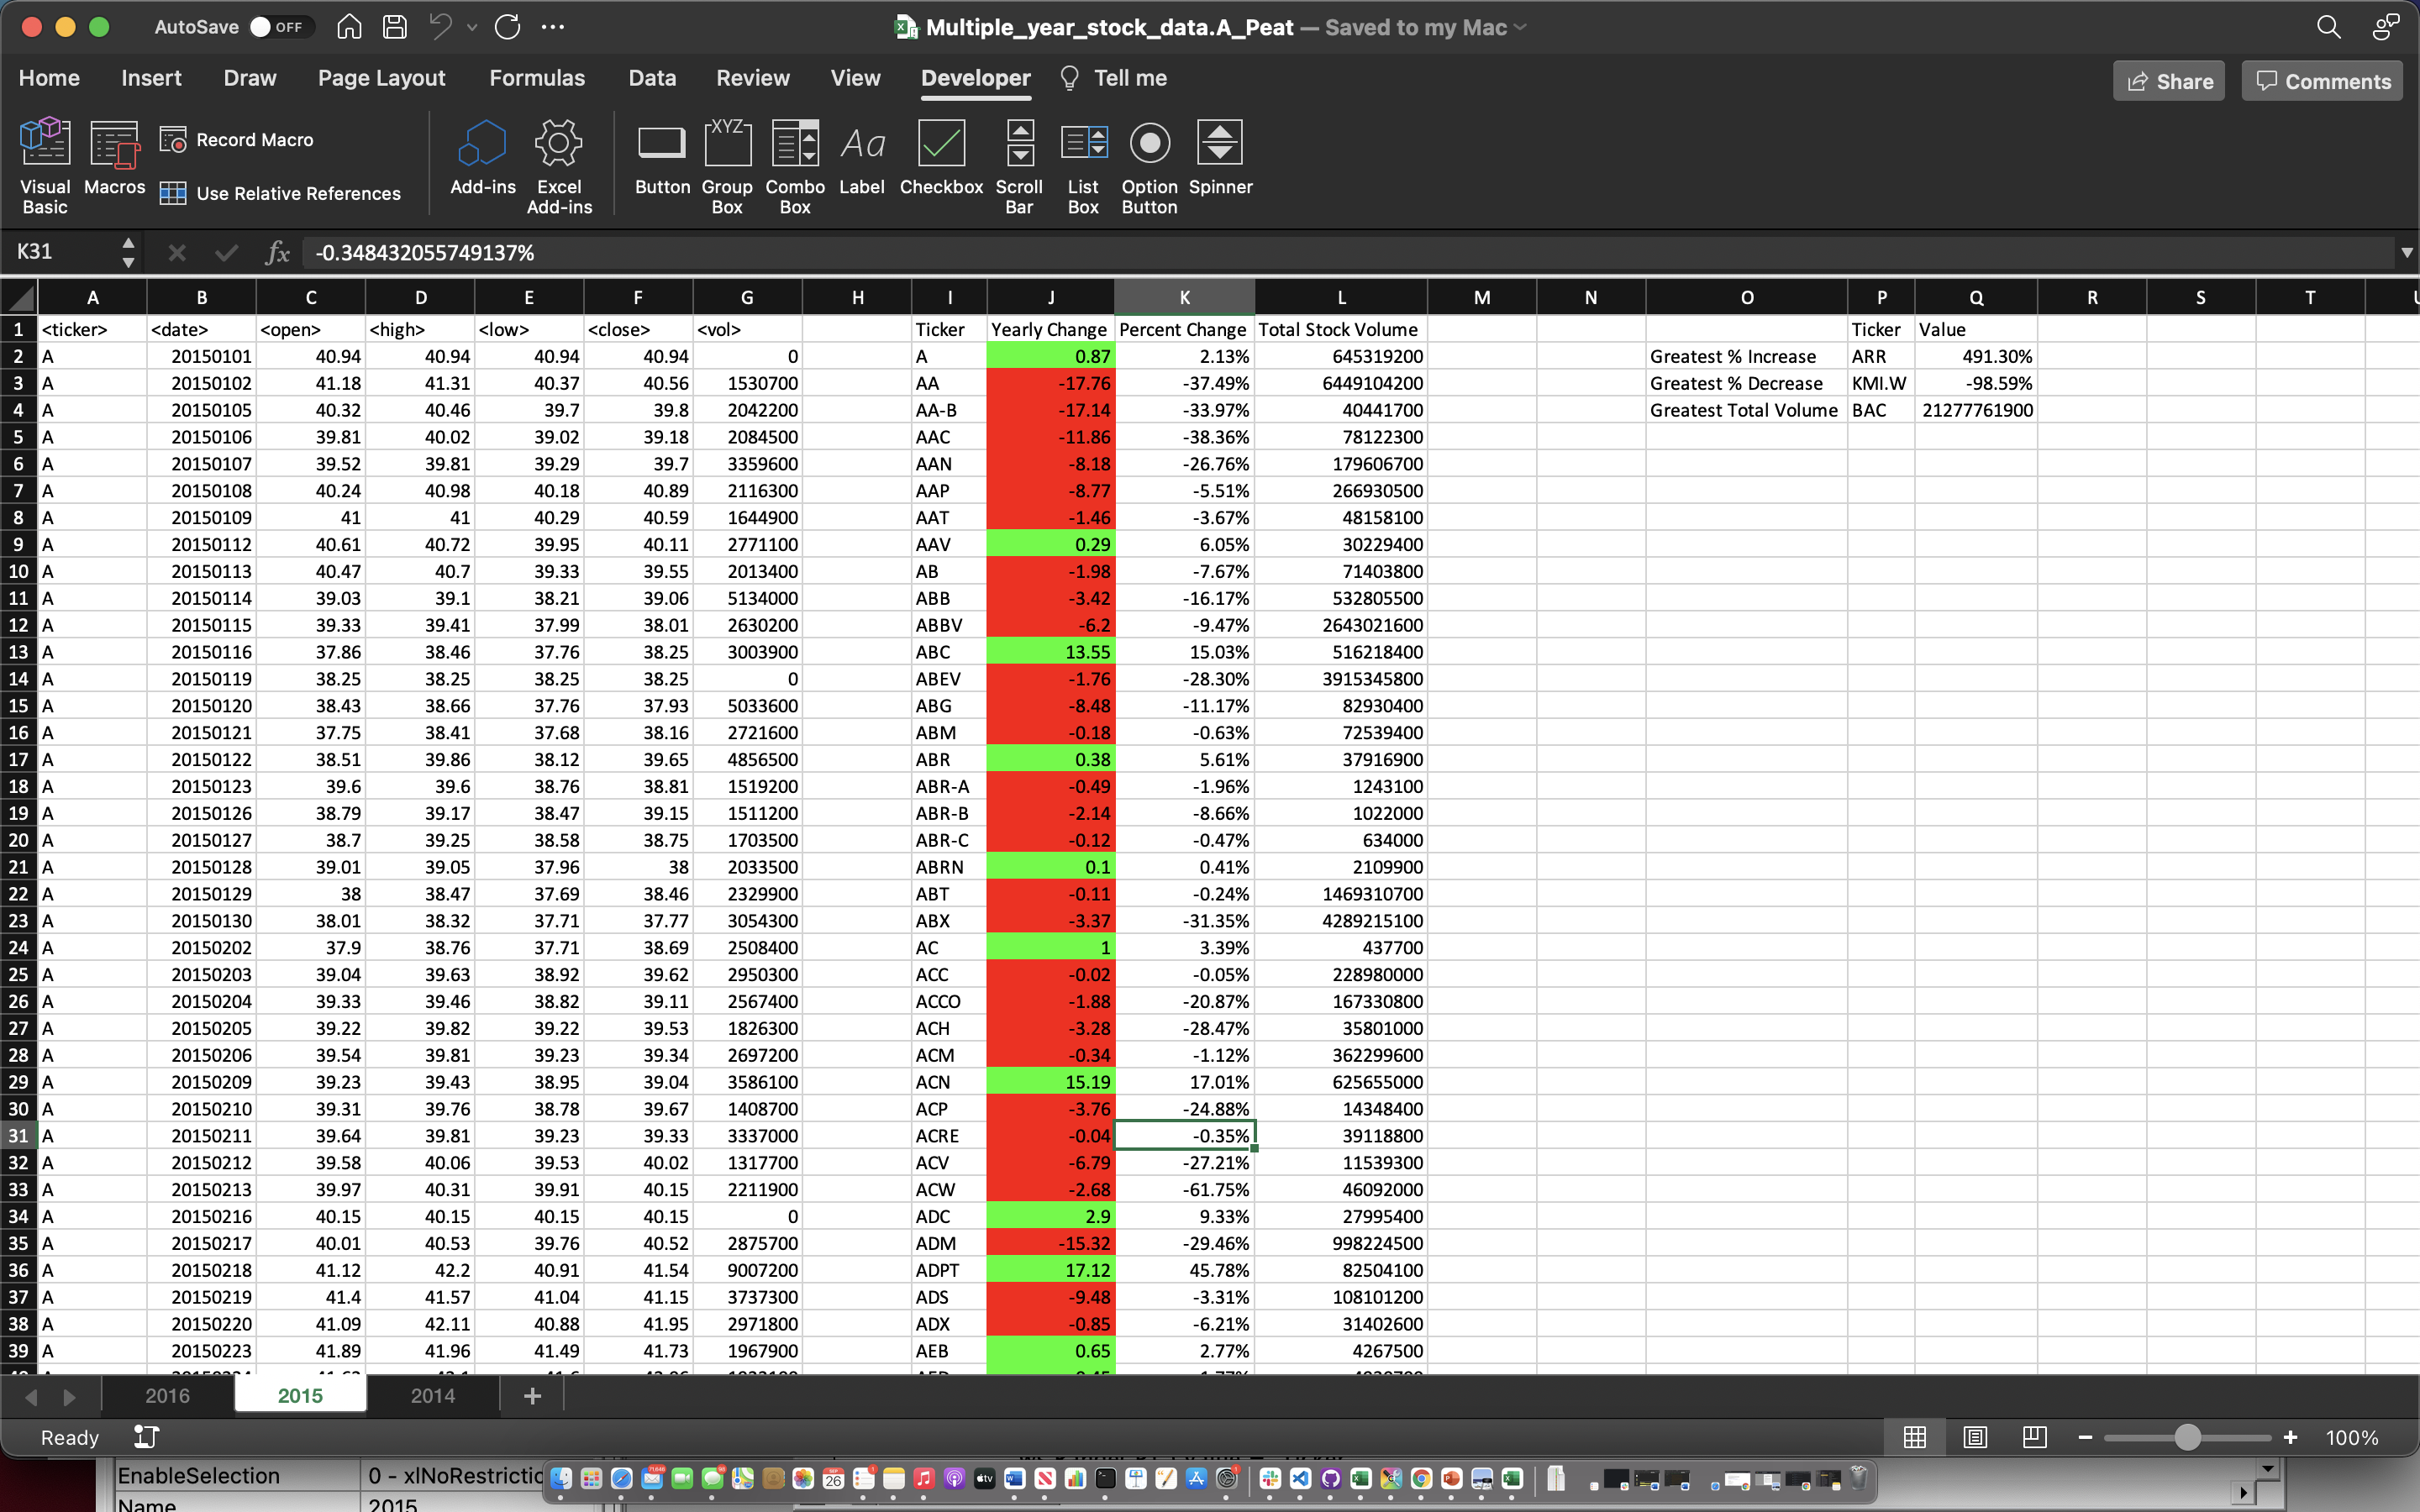 AutoSave OFF Multiple_year_stock_data.A_Peat — Saved to my Mac
Home Insert Draw Page Layout Formulas Data Review View Developer Tell me Share Comments
Visual Basic Macros Record Macro Use Relative References Add-ins Excel Add-ins Button XYZ Group Box Combo Box Aa Label Checkbox Scroll Bar List Box Option Button Spinner
K31 fx -0.348432055749137%
A B C D E F G H I J K L M N O P Q R S T
1 <ticker> <date> <open> <high> <low> <close> <vol> Ticker Yearly Change Percent Change Total Stock Volume Ticker Value
2 A 20150101 40.94 40.94 40.94 40.94 0 A 0.87 2.13% 645319200 Greatest % Increase ARR 491.30%
3 A 20150102 41.18 41.31 40.37 40.56 1530700 AA -17.76 -37.49% 6449104200 Greatest % Decrease KMI.W -98.59%
4 A 20150105 40.32 40.46 39.7 39.8 2042200 AA-B -17.14 -33.97% 40441700 Greatest Total Volume BAC 21277761900
5 A 20150106 39.81 40.02 39.02 39.18 2084500 AAC -11.86 -38.36% 78122300
6 A 20150107 39.52 39.81 39.29 39.7 3359600 AAN -8.18 -26.76% 179606700
7 A 20150108 40.24 40.98 40.18 40.89 2116300 AAP -8.77 -5.51% 266930500
8 A 20150109 41 41 40.29 40.59 1644900 AAT -1.46 -3.67% 48158100
9 A 20150112 40.61 40.72 39.95 40.11 2771100 AAV 0.29 6.05% 30229400
10 A 20150113 40.47 40.7 39.33 39.55 2013400 AB -1.98 -7.67% 71403800
11 A 20150114 39.03 39.1 38.21 39.06 5134000 ABB -3.42 -16.17% 532805500
12 A 20150115 39.33 39.41 37.99 38.01 2630200 ABBV -6.2 -9.47% 2643021600
13 A 20150116 37.86 38.46 37.76 38.25 3003900 ABC 13.55 15.03% 516218400
14 A 20150119 38.25 38.25 38.25 38.25 0 ABEV -1.76 -28.30% 3915345800
15 A 20150120 38.43 38.66 37.76 37.93 5033600 ABG -8.48 -11.17% 82930400
16 A 20150121 37.75 38.41 37.68 38.16 2721600 ABM -0.18 -0.63% 72539400
17 A 20150122 38.51 39.86 38.12 39.65 4856500 ABR 0.38 5.61% 37916900
18 A 20150123 39.6 39.6 38.76 38.81 1519200 ABR-A -0.49 -1.96% 1243100
19 A 20150126 38.79 39.17 38.47 39.15 1511200 ABR-B -2.14 -8.66% 1022000
20 A 20150127 38.7 39.25 38.58 38.75 1703500 ABR-C -0.12 -0.47% 634000
21 A 20150128 39.01 39.05 37.96 38 2033500 ABRN 0.1 0.41% 2109900
22 A 20150129 38 38.47 37.69 38.46 2329900 ABT -0.11 -0.24% 1469310700
23 A 20150130 38.01 38.32 37.71 37.77 3054300 ABX -3.37 -31.35% 4289215100
24 A 20150202 37.9 38.76 37.71 38.69 2508400 AC 1 3.39% 437700
25 A 20150203 39.04 39.63 38.92 39.62 2950300 ACC -0.02 -0.05% 228980000
26 A 20150204 39.33 39.46 38.82 39.11 2567400 ACCO -1.88 -20.87% 167330800
27 A 20150205 39.22 39.82 39.22 39.53 1826300 ACH -3.28 -28.47% 35801000
28 A 20150206 39.54 39.81 39.23 39.34 2697200 ACM -0.34 -1.12% 362299600
29 A 20150209 39.23 39.43 38.95 39.04 3586100 ACN 15.19 17.01% 625655000
30 A 20150210 39.31 39.76 38.78 39.67 1408700 ACP -3.76 -24.88% 14348400
31 A 20150211 39.64 39.81 39.23 39.33 3337000 ACRE -0.04 -0.35% 39118800
32 A 20150212 39.58 40.06 39.53 40.02 1317700 ACV -6.79 -27.21% 11539300
33 A 20150213 39.97 40.31 39.91 40.15 2211900 ACW -2.68 -61.75% 46092000
34 A 20150216 40.15 40.15 40.15 40.15 0 ADC 2.9 9.33% 27995400
35 A 20150217 40.01 40.53 39.76 40.52 2875700 ADM -15.32 -29.46% 998224500
36 A 20150218 41.12 42.2 40.91 41.54 9007200 ADPT 17.12 45.78% 82504100
37 A 20150219 41.4 41.57 41.04 41.15 3737300 ADS -9.48 -3.31% 108101200
38 A 20150220 41.09 42.11 40.88 41.95 2971800 ADX -0.85 -6.21% 31402600
39 A 20150223 41.89 41.96 41.49 41.73 1967900 AEB 0.65 2.77% 4267500
2016 2015 2014 +
Ready 100%
EnableSelection 0 - xlNoRestrictio
Name 2015